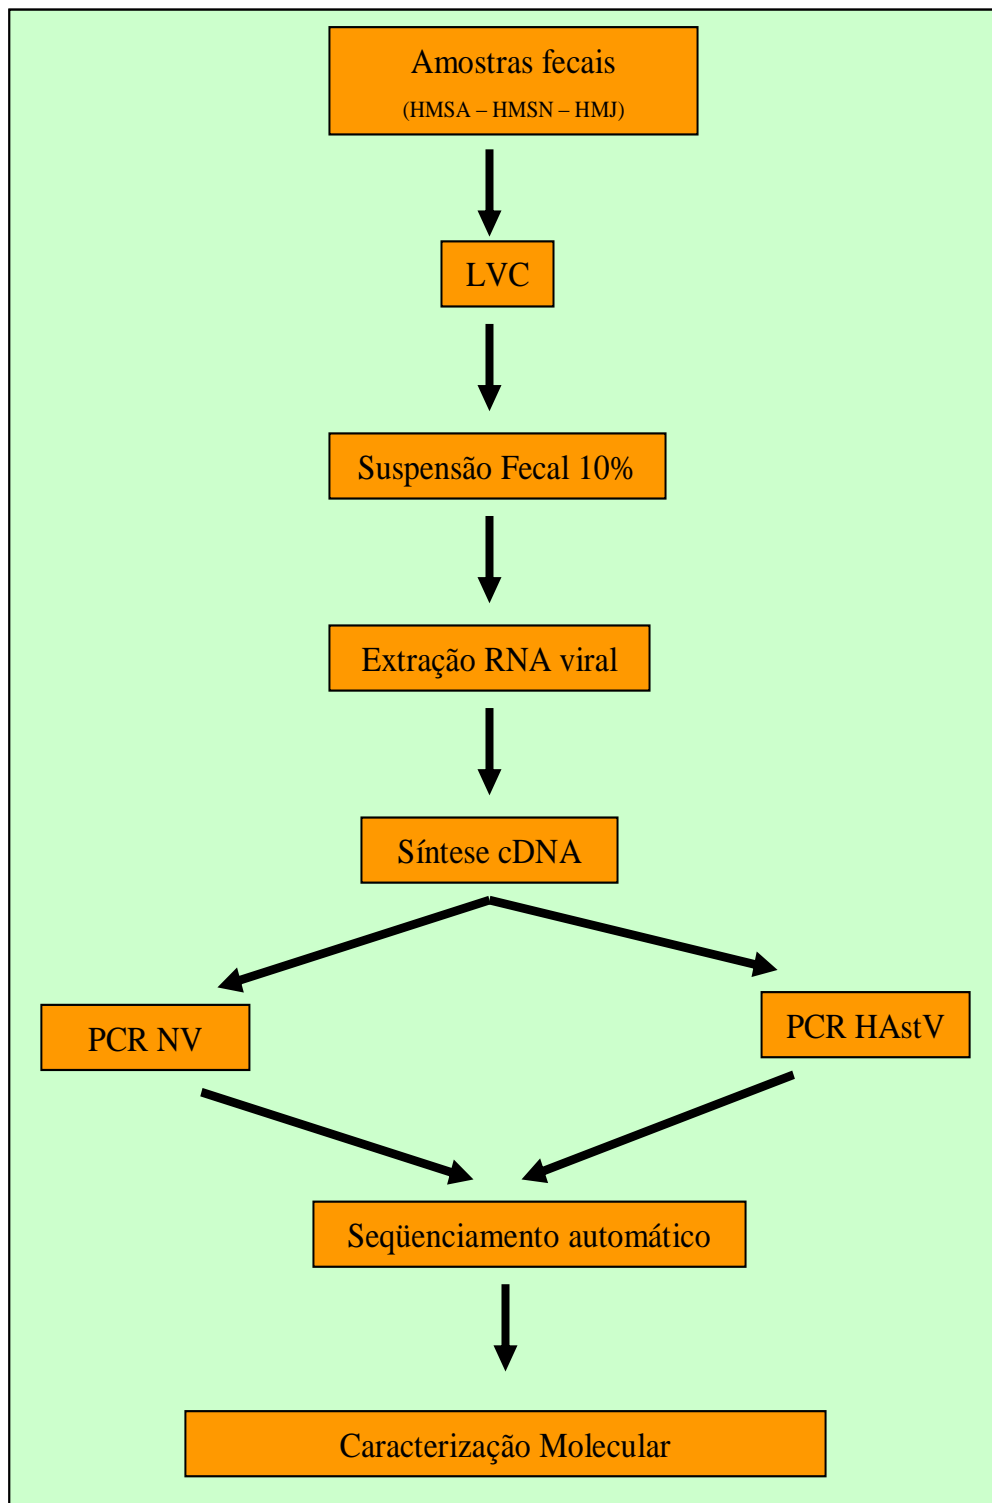 Amostras fecais
(HMSA – HMSN – HMJ)
LVC
Suspensão Fecal 10%
Extração RNA viral
Síntese cDNA
PCR NV
PCR HAstV
Seqüenciamento automático
Caracterização Molecular